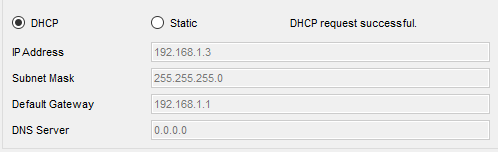 DHCP Static DHCP request successful.
IP Address 192.168.1.3
Subnet Mask 255.255.255.0
Default Gateway 192.168.1.1
DNS Server 0.0.0.0